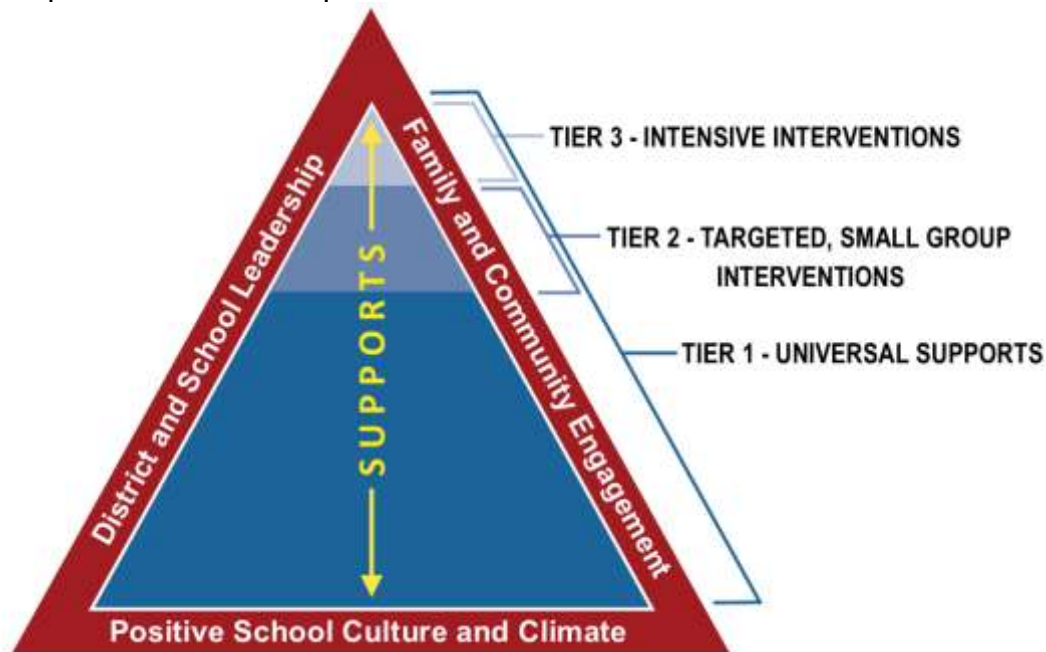 District and School Leadership
Family and Community Engagement
SUPPORTS
TIER 3 - INTENSIVE INTERVENTIONS
TIER 2 - TARGETED, SMALL GROUP
INTERVENTIONS
TIER 1 - UNIVERSAL SUPPORTS
Positive School Culture and Climate